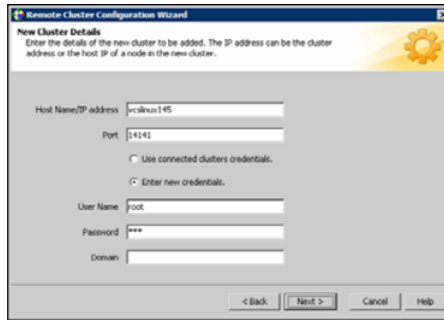 Remote Cluster Configuration Wizard
New Cluster Details
Enter the details of the new cluster to be added. The IP address can be the cluster
address or the host IP of a node in the new cluster.
Host Name/IP address vcslinux145
Port 14141
Use connected clusters credentials.
Enter new credentials.
User Name root
Password ***
Domain
< Back Next > Cancel Help